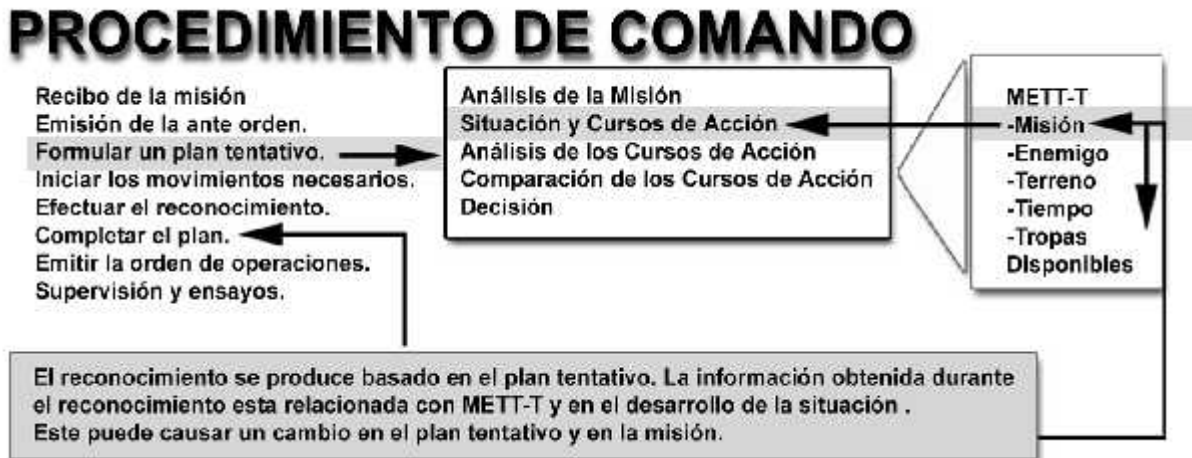 PROCEDIMIENTO DE COMANDO
Recibo de la misión
Emisión de la ante orden.
Formular un plan tentativo.
Iniciar los movimientos necesarios.
Efectuar el reconocimiento.
Completar el plan.
Emitir la orden de operaciones.
Supervisión y ensayos.
Análisis de la Misión
Situación y Cursos de Acción
Análisis de los Cursos de Acción
Comparación de los Cursos de Acción
Decisión
METT-T
-Misión
-Enemigo
-Terreno
-Tiempo
-Tropas
Disponibles
El reconocimiento se produce basado en el plan tentativo. La información obtenida durante
el reconocimiento esta relacionada con METT-T y en el desarrollo de la situación .
Este puede causar un cambio en el plan tentativo y en la misión.